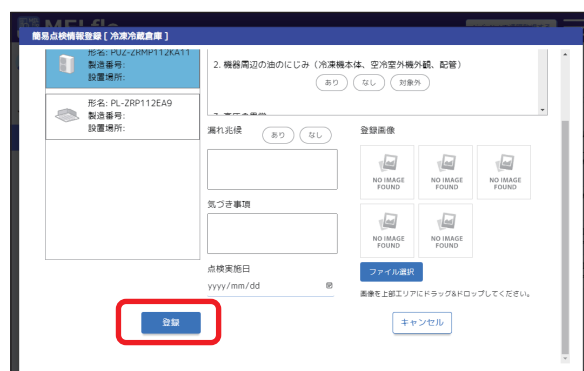 MELflo
簡易点検情報登録 [ 冷凍冷蔵倉庫 ]
形名: PUZ-ZRMP112KA11
製造番号:
設置場所:
形名: PL-ZRP112EA9
製造番号:
設置場所:
2. 機器周辺の油のにじみ（冷凍機本体、空冷室外機外観、配管）
あり なし 対象外
漏れ兆候 あり なし
登録画像
NO IMAGE FOUND NO IMAGE FOUND NO IMAGE FOUND
気づき事項
NO IMAGE FOUND NO IMAGE FOUND
点検実施日
yyyy/mm/dd
ファイル選択
画像を上部エリアにドラッグ&ドロップしてください。
登録
キャンセル